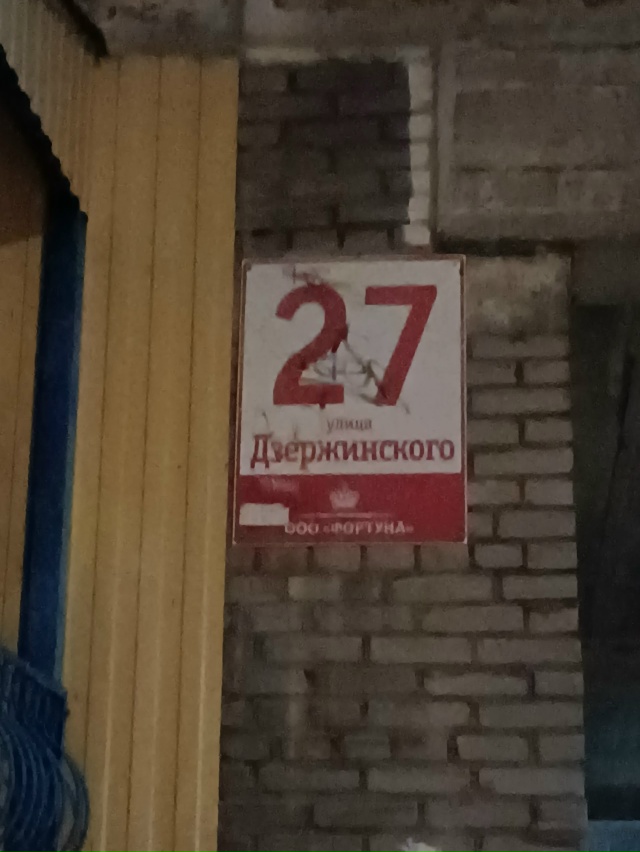 27
улица
Дзержинского
ООО «ФОРТУНА»